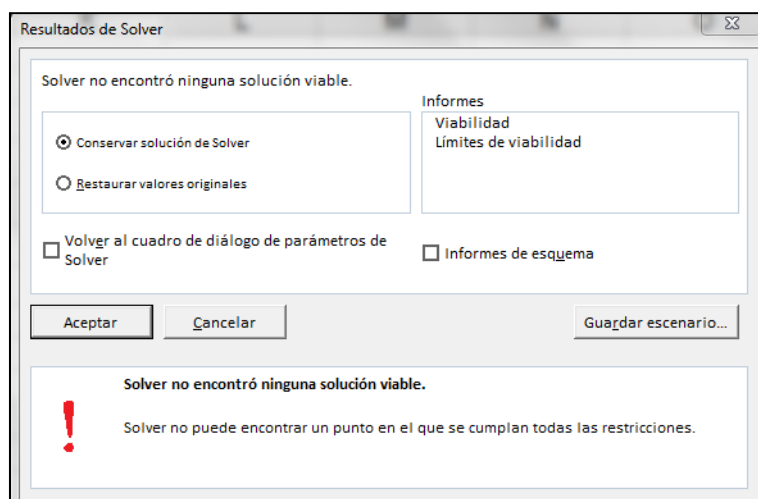 Resultados de Solver
Solver no encontró ninguna solución viable.
Informes
Viabilidad
Límites de viabilidad
Conservar solución de Solver
Restaurar valores originales
Volver al cuadro de diálogo de parámetros de
Solver
Informes de esquema
Aceptar
Cancelar
Guardar escenario...
Solver no encontró ninguna solución viable.
Solver no puede encontrar un punto en el que se cumplan todas las restricciones.